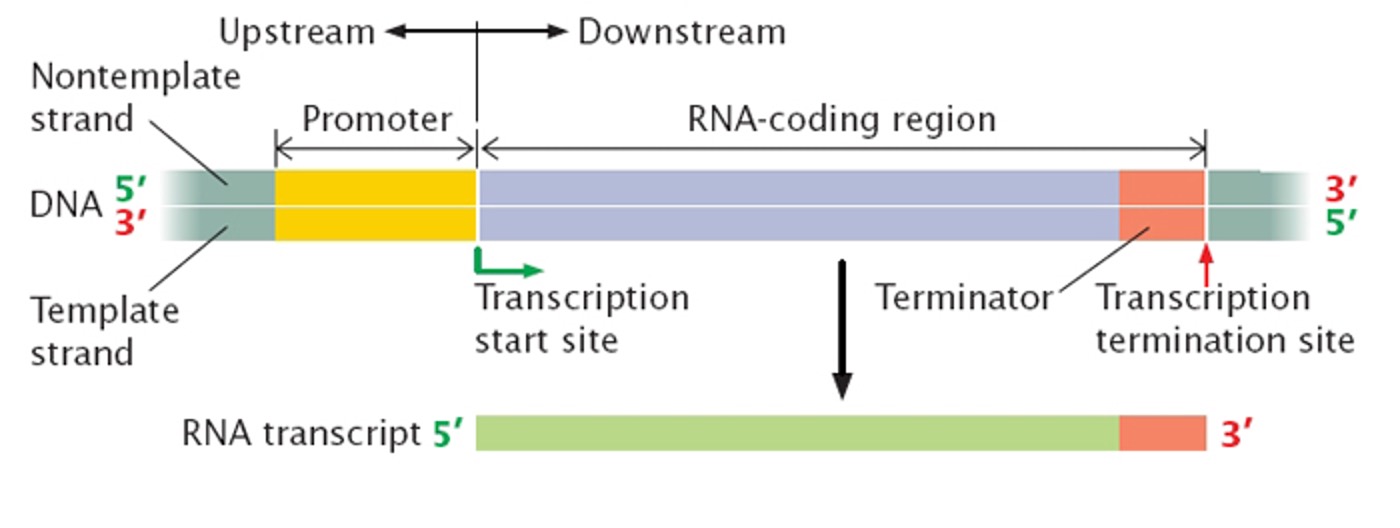 Upstream
Downstream
Nontemplate
strand
Promoter
RNA-coding region
DNA
5′
3′
3′
5′
Template
strand
Transcription
start site
Terminator
Transcription
termination site
RNA transcript 5′
3′